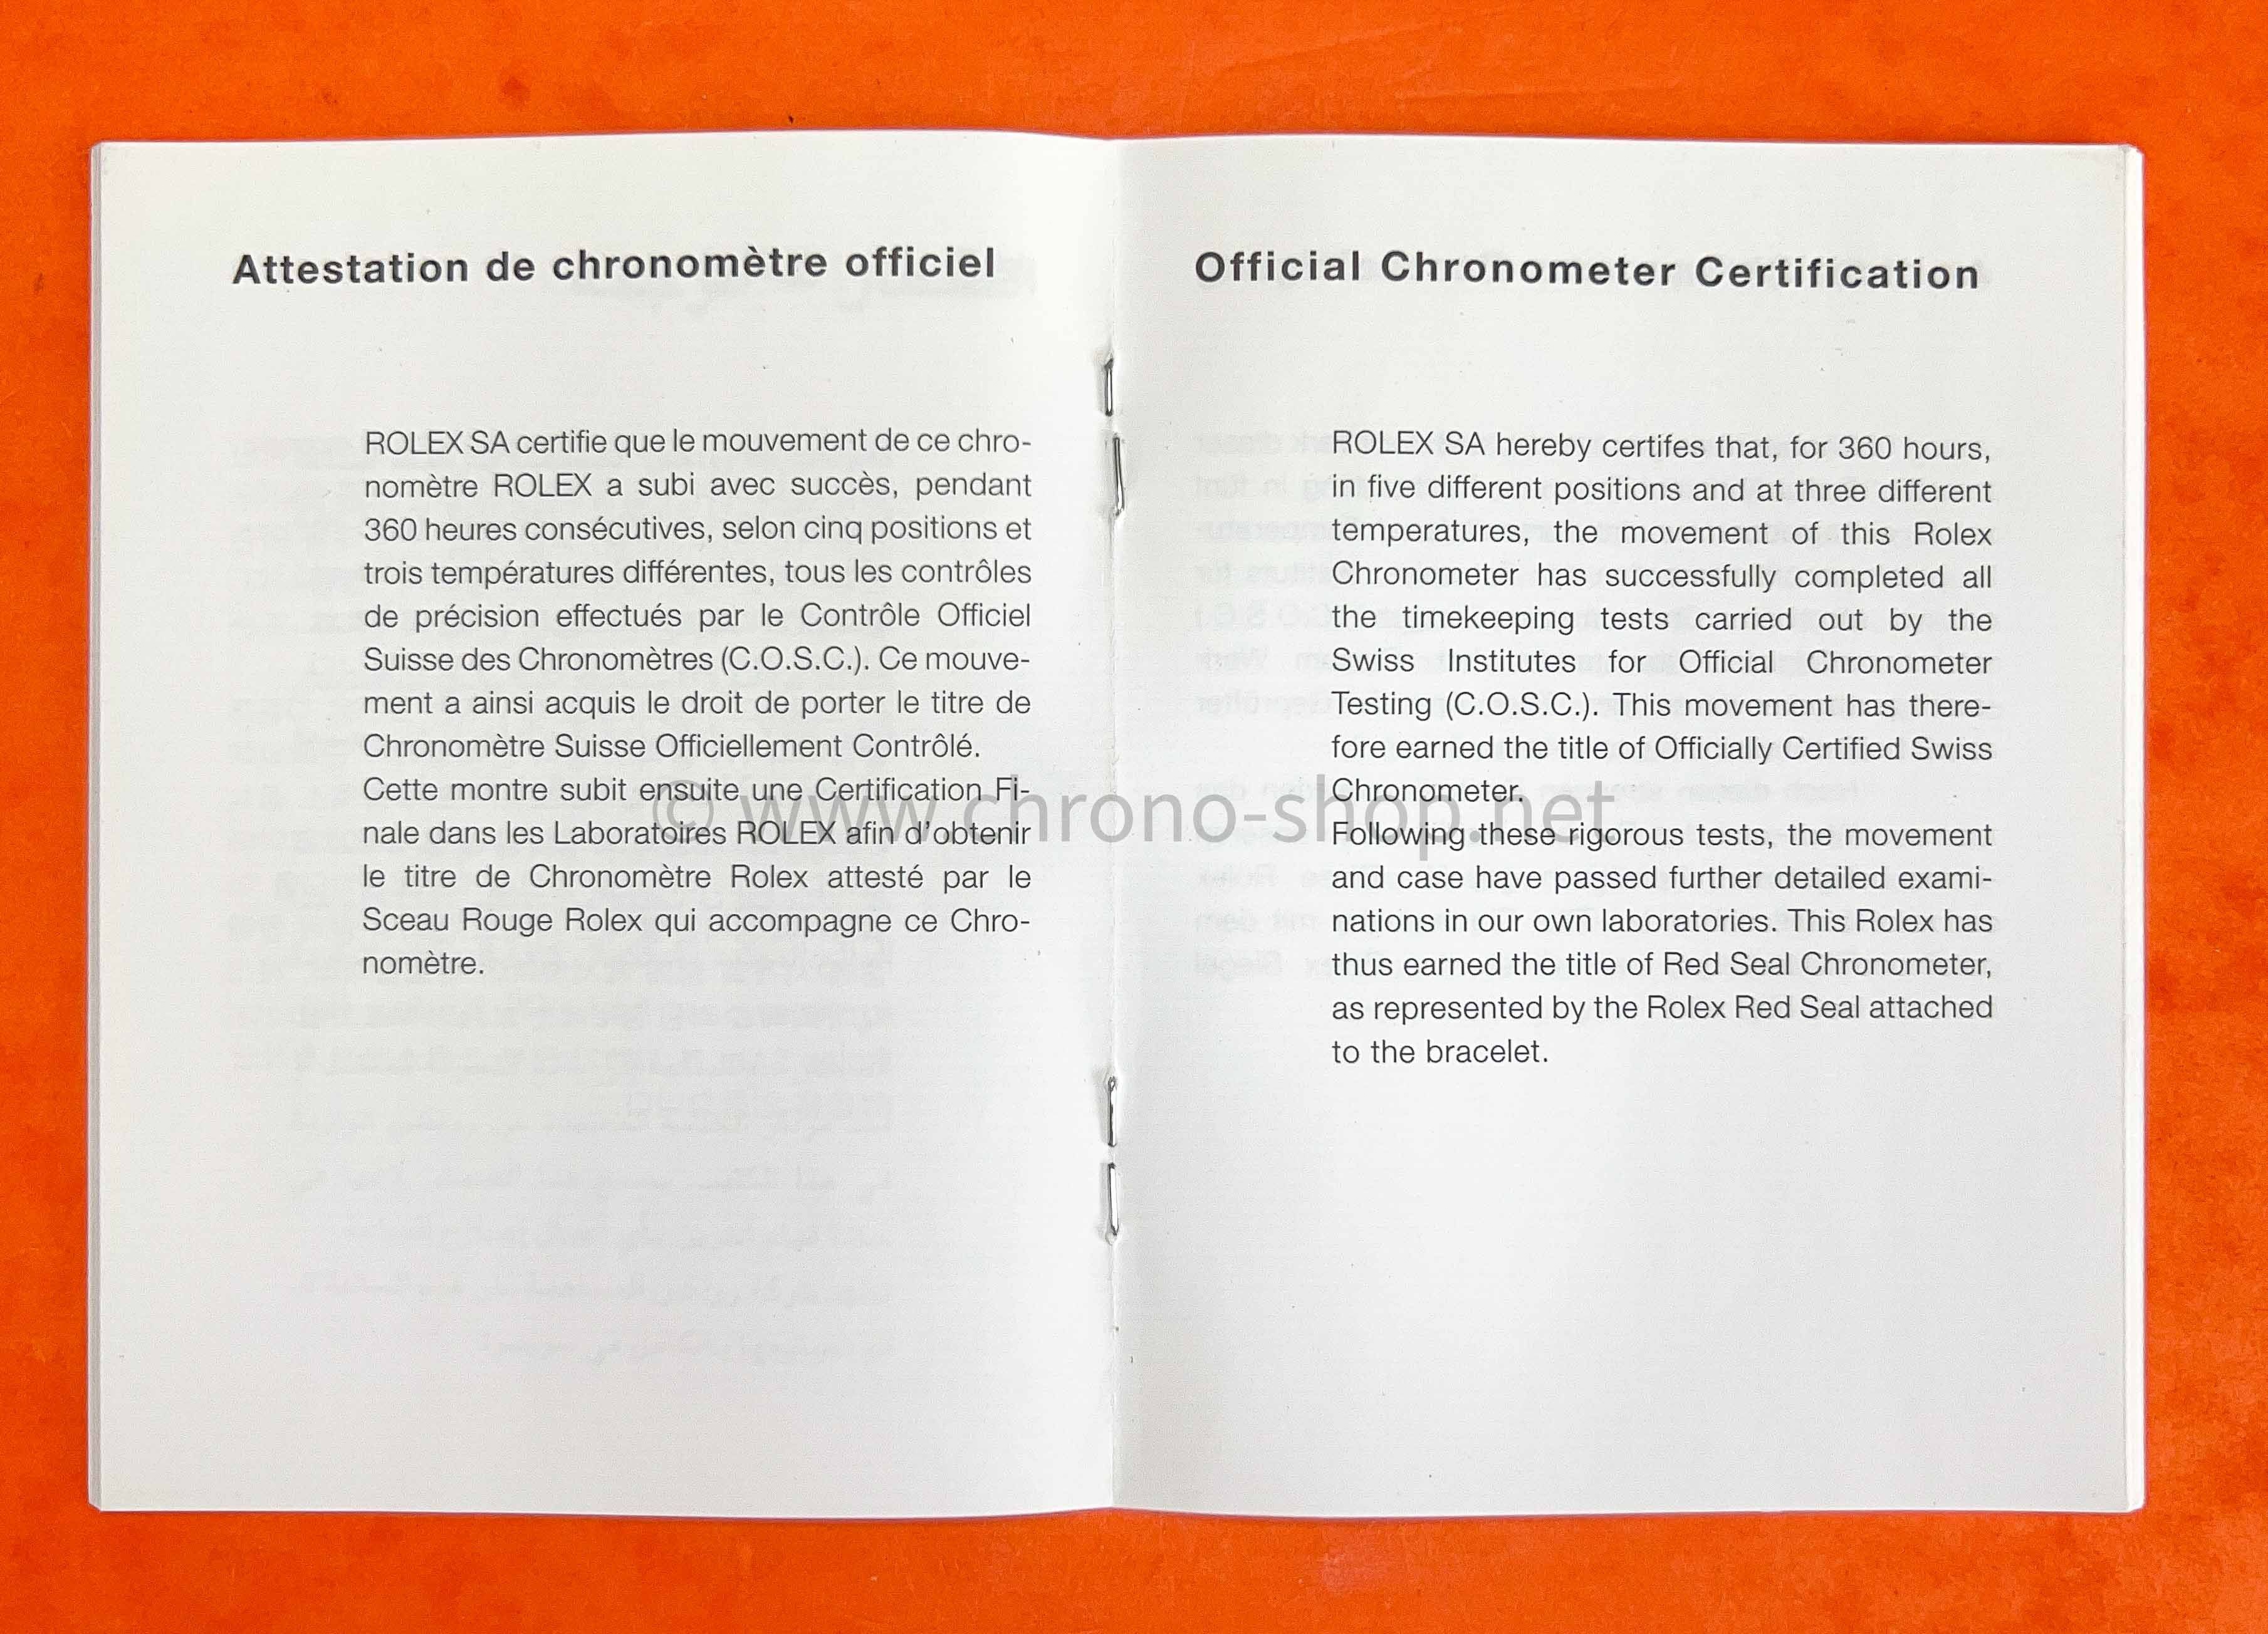 Attestation de chronomètre officiel
ROLEX SA certifie que le mouvement de ce chro-
nomètre ROLEX a subi avec succès, pendant
360 heures consécutives, selon cinq positions et
trois températures différentes, tous les contrôles
de précision effectués par le Contrôle Officiel
Suisse des Chronomètres (C.O.S.C.). Ce mouve-
ment a ainsi acquis le droit de porter le titre de
Chronomètre Suisse Officiellement Contrôlé.
Cette montre subit ensuite une Certification Fi-
nale dans les Laboratoires ROLEX afin d'obtenir
le titre de Chronomètre Rolex attesté par le
Sceau Rouge Rolex qui accompagne ce Chro-
nomètre.
Official Chronometer Certification
ROLEX SA hereby certifes that, for 360 hours,
in five different positions and at three different
temperatures, the movement of this Rolex
Chronometer has successfully completed all
the timekeeping tests carried out by the
Swiss Institutes for Official Chronometer
Testing (C.O.S.C.). This movement has there-
fore earned the title of Officially Certified Swiss
Chronometer.
Following these rigorous tests, the movement
and case have passed further detailed exami-
nations in our own laboratories. This Rolex has
thus earned the title of Red Seal Chronometer,
as represented by the Rolex Red Seal attached
to the bracelet.
© www.chrono-shop.net